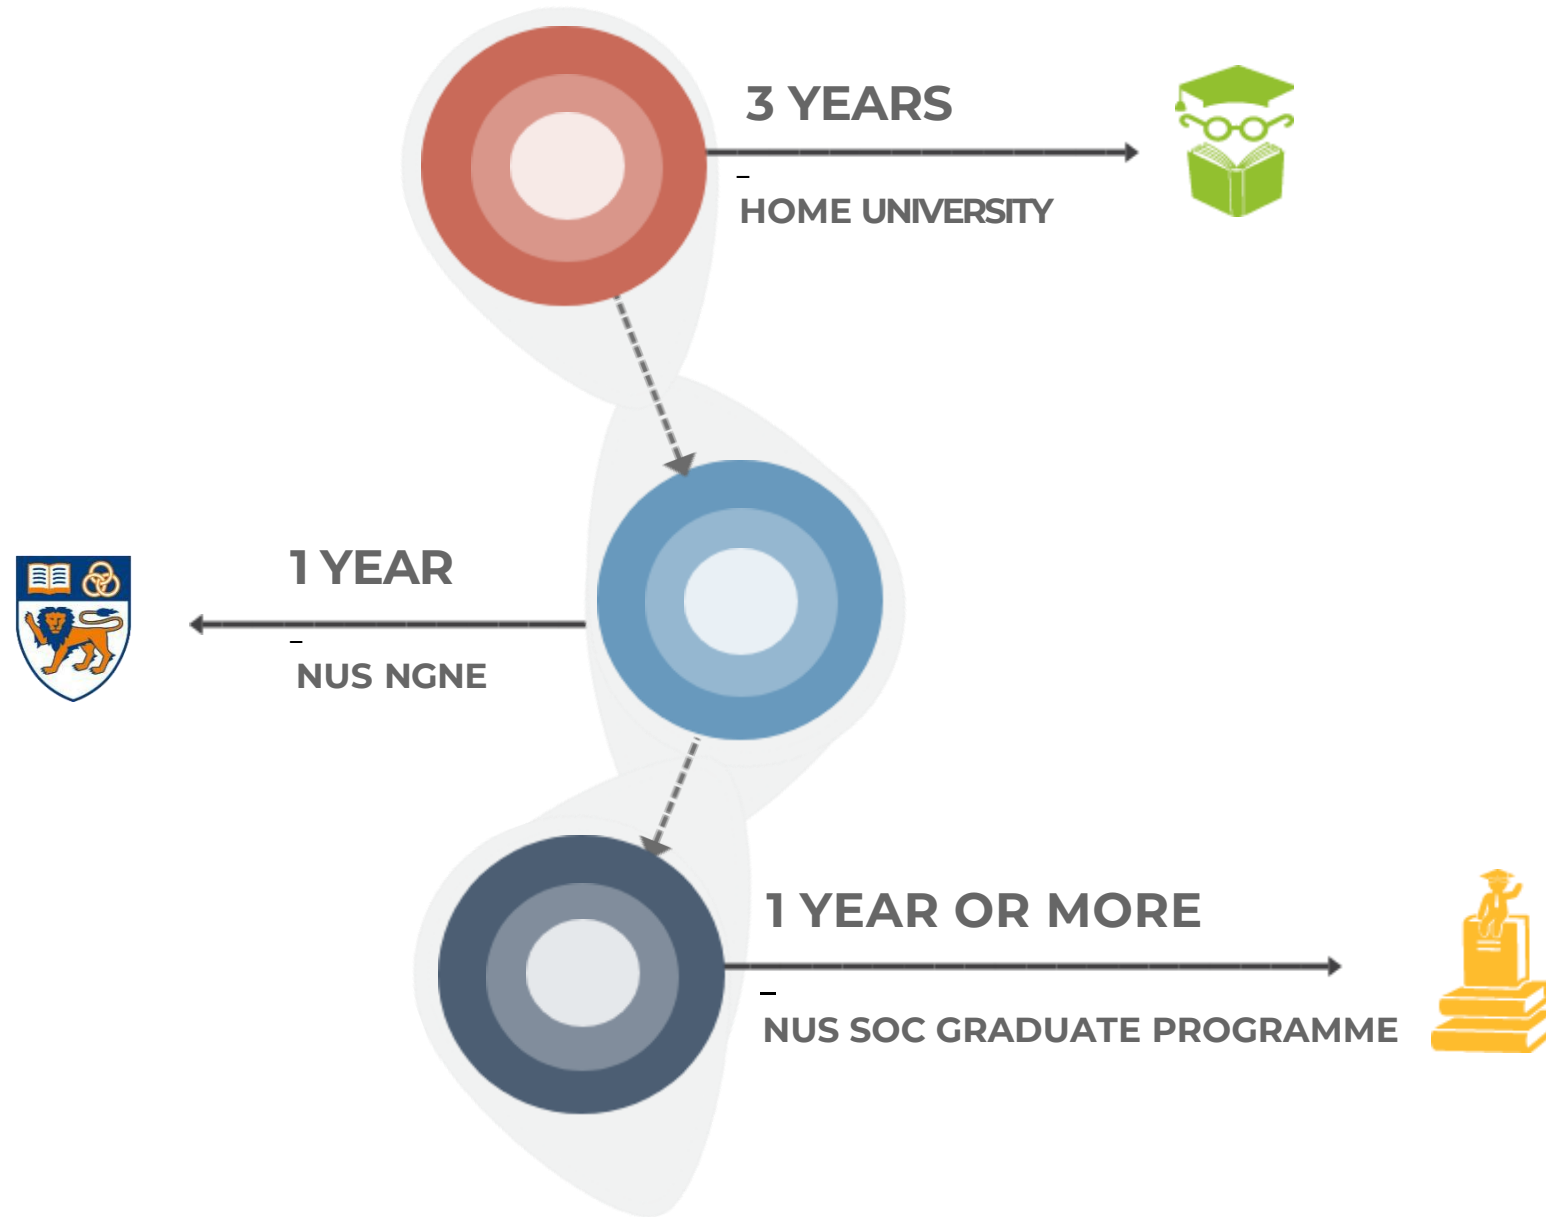 3 YEARS
–
HOME UNIVERSITY
1 YEAR
–
NUS NGNE
1 YEAR OR MORE
–
NUS SOC GRADUATE PROGRAMME